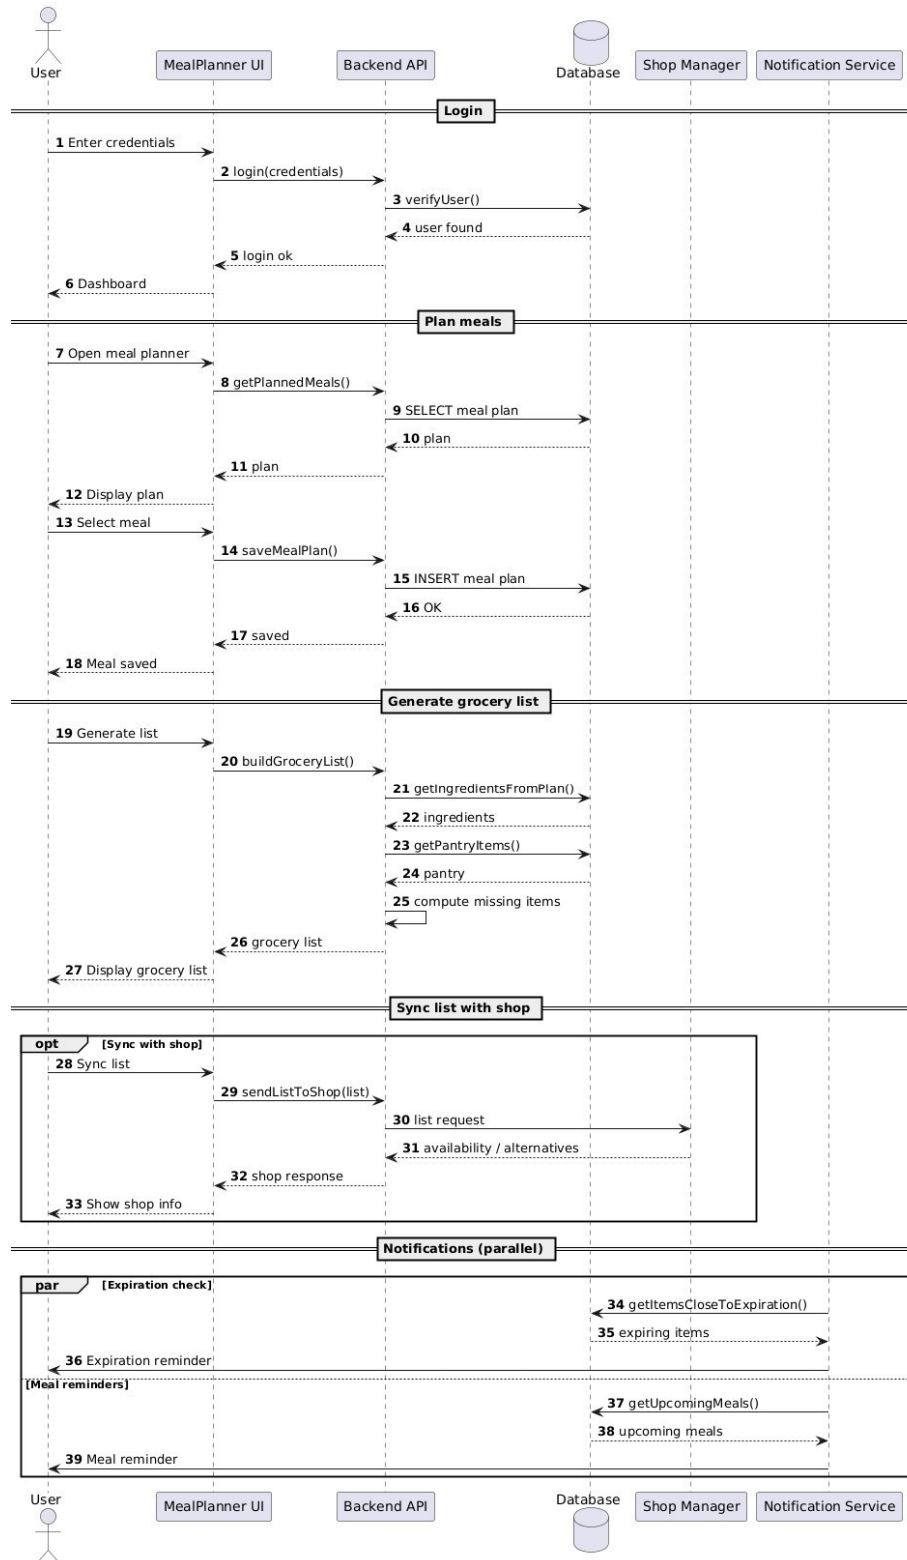 User
MealPlanner UI
Backend API
Database
Shop Manager
Notification Service
Login
1 Enter credentials
2 login(credentials)
3 verifyUser()
4 user found
5 login ok
6 Dashboard
Plan meals
7 Open meal planner
8 getPlannedMeals()
9 SELECT meal plan
10 plan
11 plan
12 Display plan
13 Select meal
14 saveMealPlan()
15 INSERT meal plan
16 OK
17 saved
18 Meal saved
Generate grocery list
19 Generate list
20 buildGroceryList()
21 getIngredientsFromPlan()
22 ingredients
23 getPantryItems()
24 pantry
25 compute missing items
26 grocery list
27 Display grocery list
Sync list with shop
opt [Sync with shop]
28 Sync list
29 sendListToShop(list)
30 list request
31 availability / alternatives
32 shop response
33 Show shop info
Notifications (parallel)
par [Expiration check]
34 getItemsCloseToExpiration()
35 expiring items
36 Expiration reminder
[Meal reminders]
37 getUpcomingMeals()
38 upcoming meals
39 Meal reminder
User
MealPlanner UI
Backend API
Database
Shop Manager
Notification Service